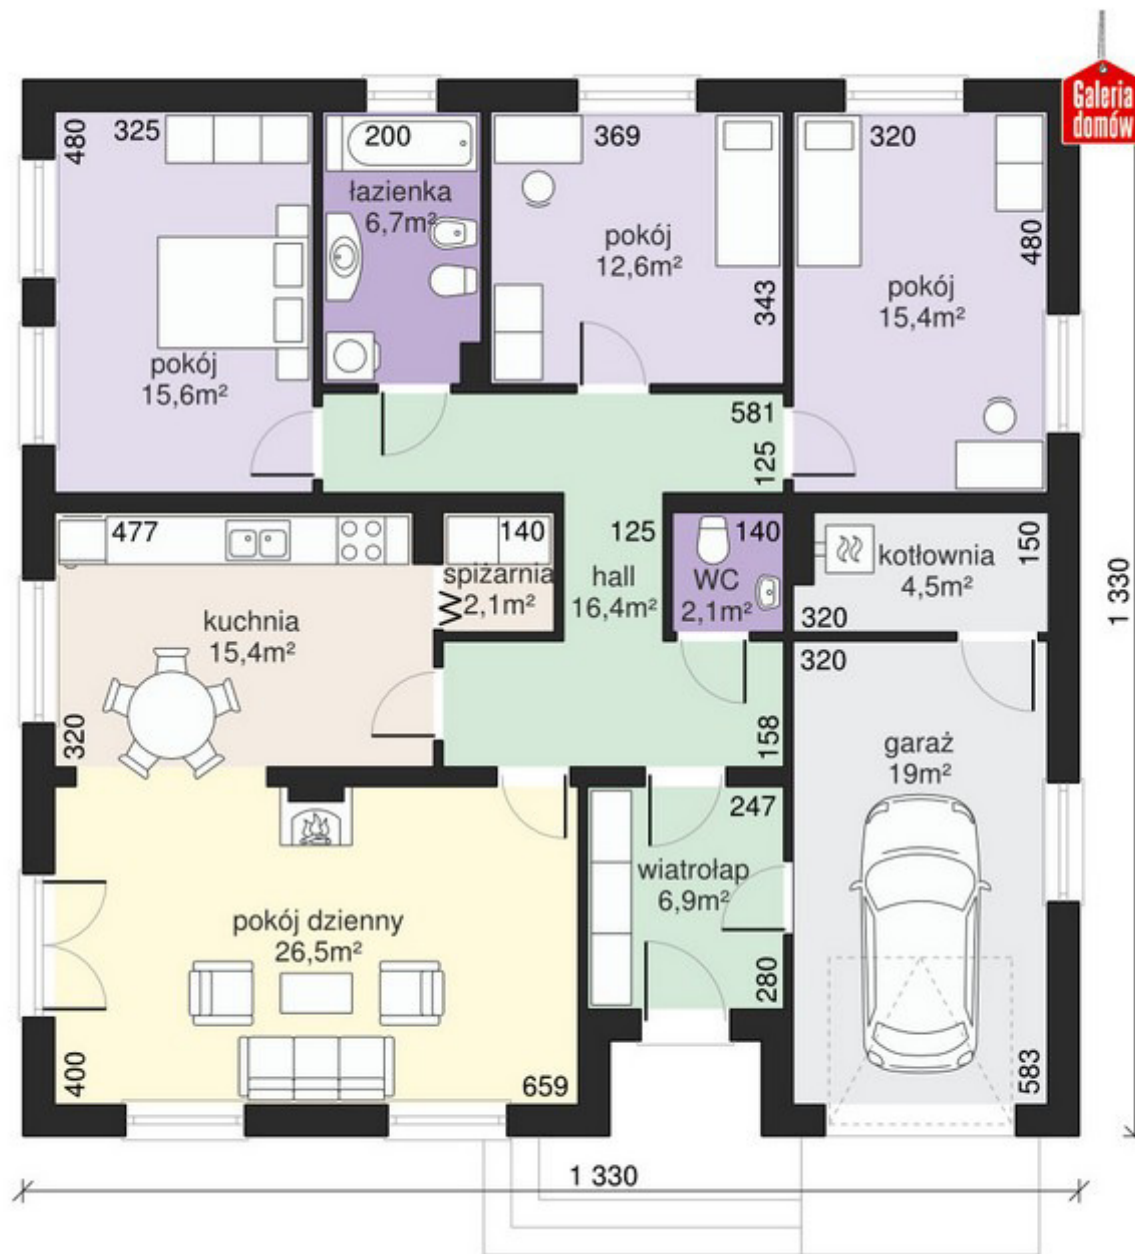 Galeria
domów
480
325
200
łazienka
6,7m²
369
pokój
12,6m²
343
320
480
pokój
15,4m²
pokój
15,6m²
581
125
477
140
spiżarnia
2,1m²
125
hall
16,4m²
140
WC
2,1m²
kotłownia
4,5m²
150
320
1 330
kuchnia
15,4m²
320
158
320
garaż
19m²
247
wiatrołap
6,9m²
280
pokój dzienny
26,5m²
400
659
583
1 330